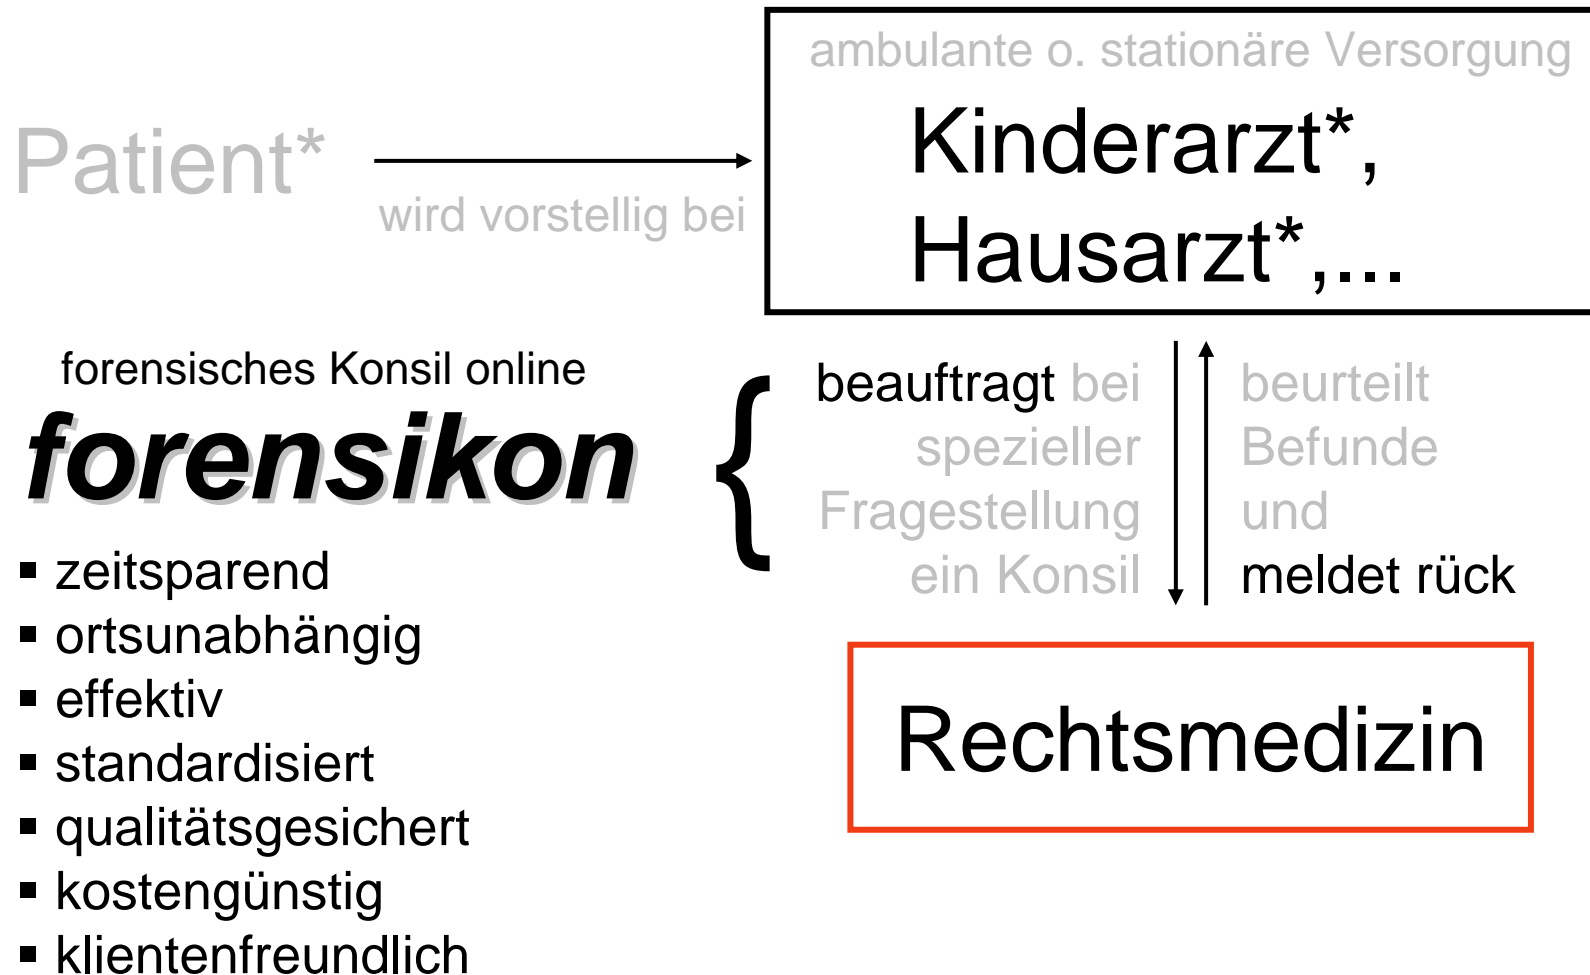 ambulante o. stationäre Versorgung
Patient*
wird vorstellig bei
Kinderarzt*,
Hausarzt*,...
forensisches Konsil online
forensikon
{
beauftragt bei
spezieller
Fragestellung
ein Konsil
beurteilt
Befunde
und
meldet rück
▪ zeitsparend
▪ ortsunabhängig
▪ effektiv
▪ standardisiert
▪ qualitätsgesichert
▪ kostengünstig
▪ klientenfreundlich
Rechtsmedizin